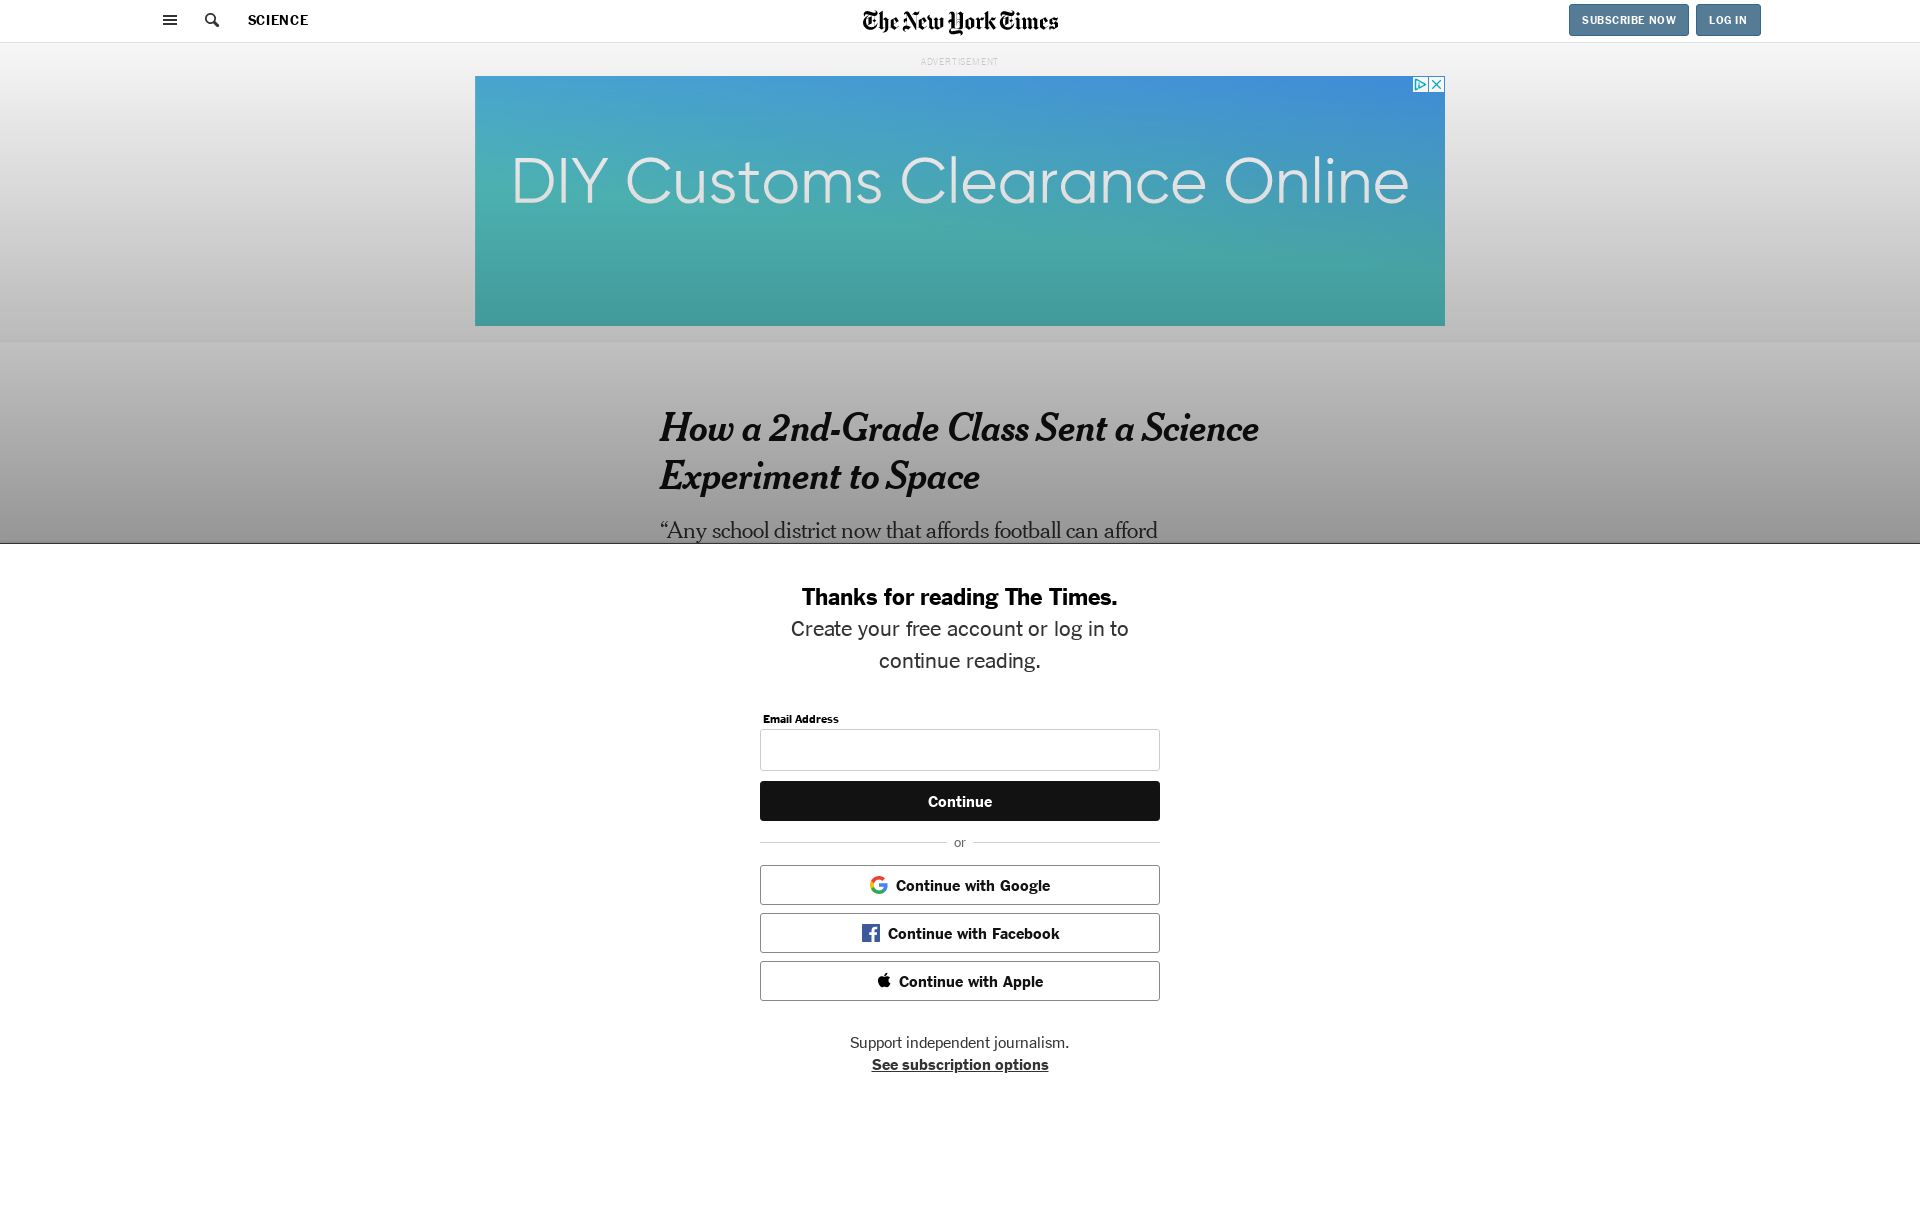 SCIENCE
The New York Times
SUBSCRIBE NOW
LOG IN
ADVERTISEMENT
DIY Customs Clearance Online
How a 2nd-Grade Class Sent a Science
Experiment to Space
“Any school district now that affords football can afford
Thanks for reading The Times.
Create your free account or log in to
continue reading.
Email Address
Continue
or
Continue with Google
Continue with Facebook
Continue with Apple
Support independent journalism.
See subscription options